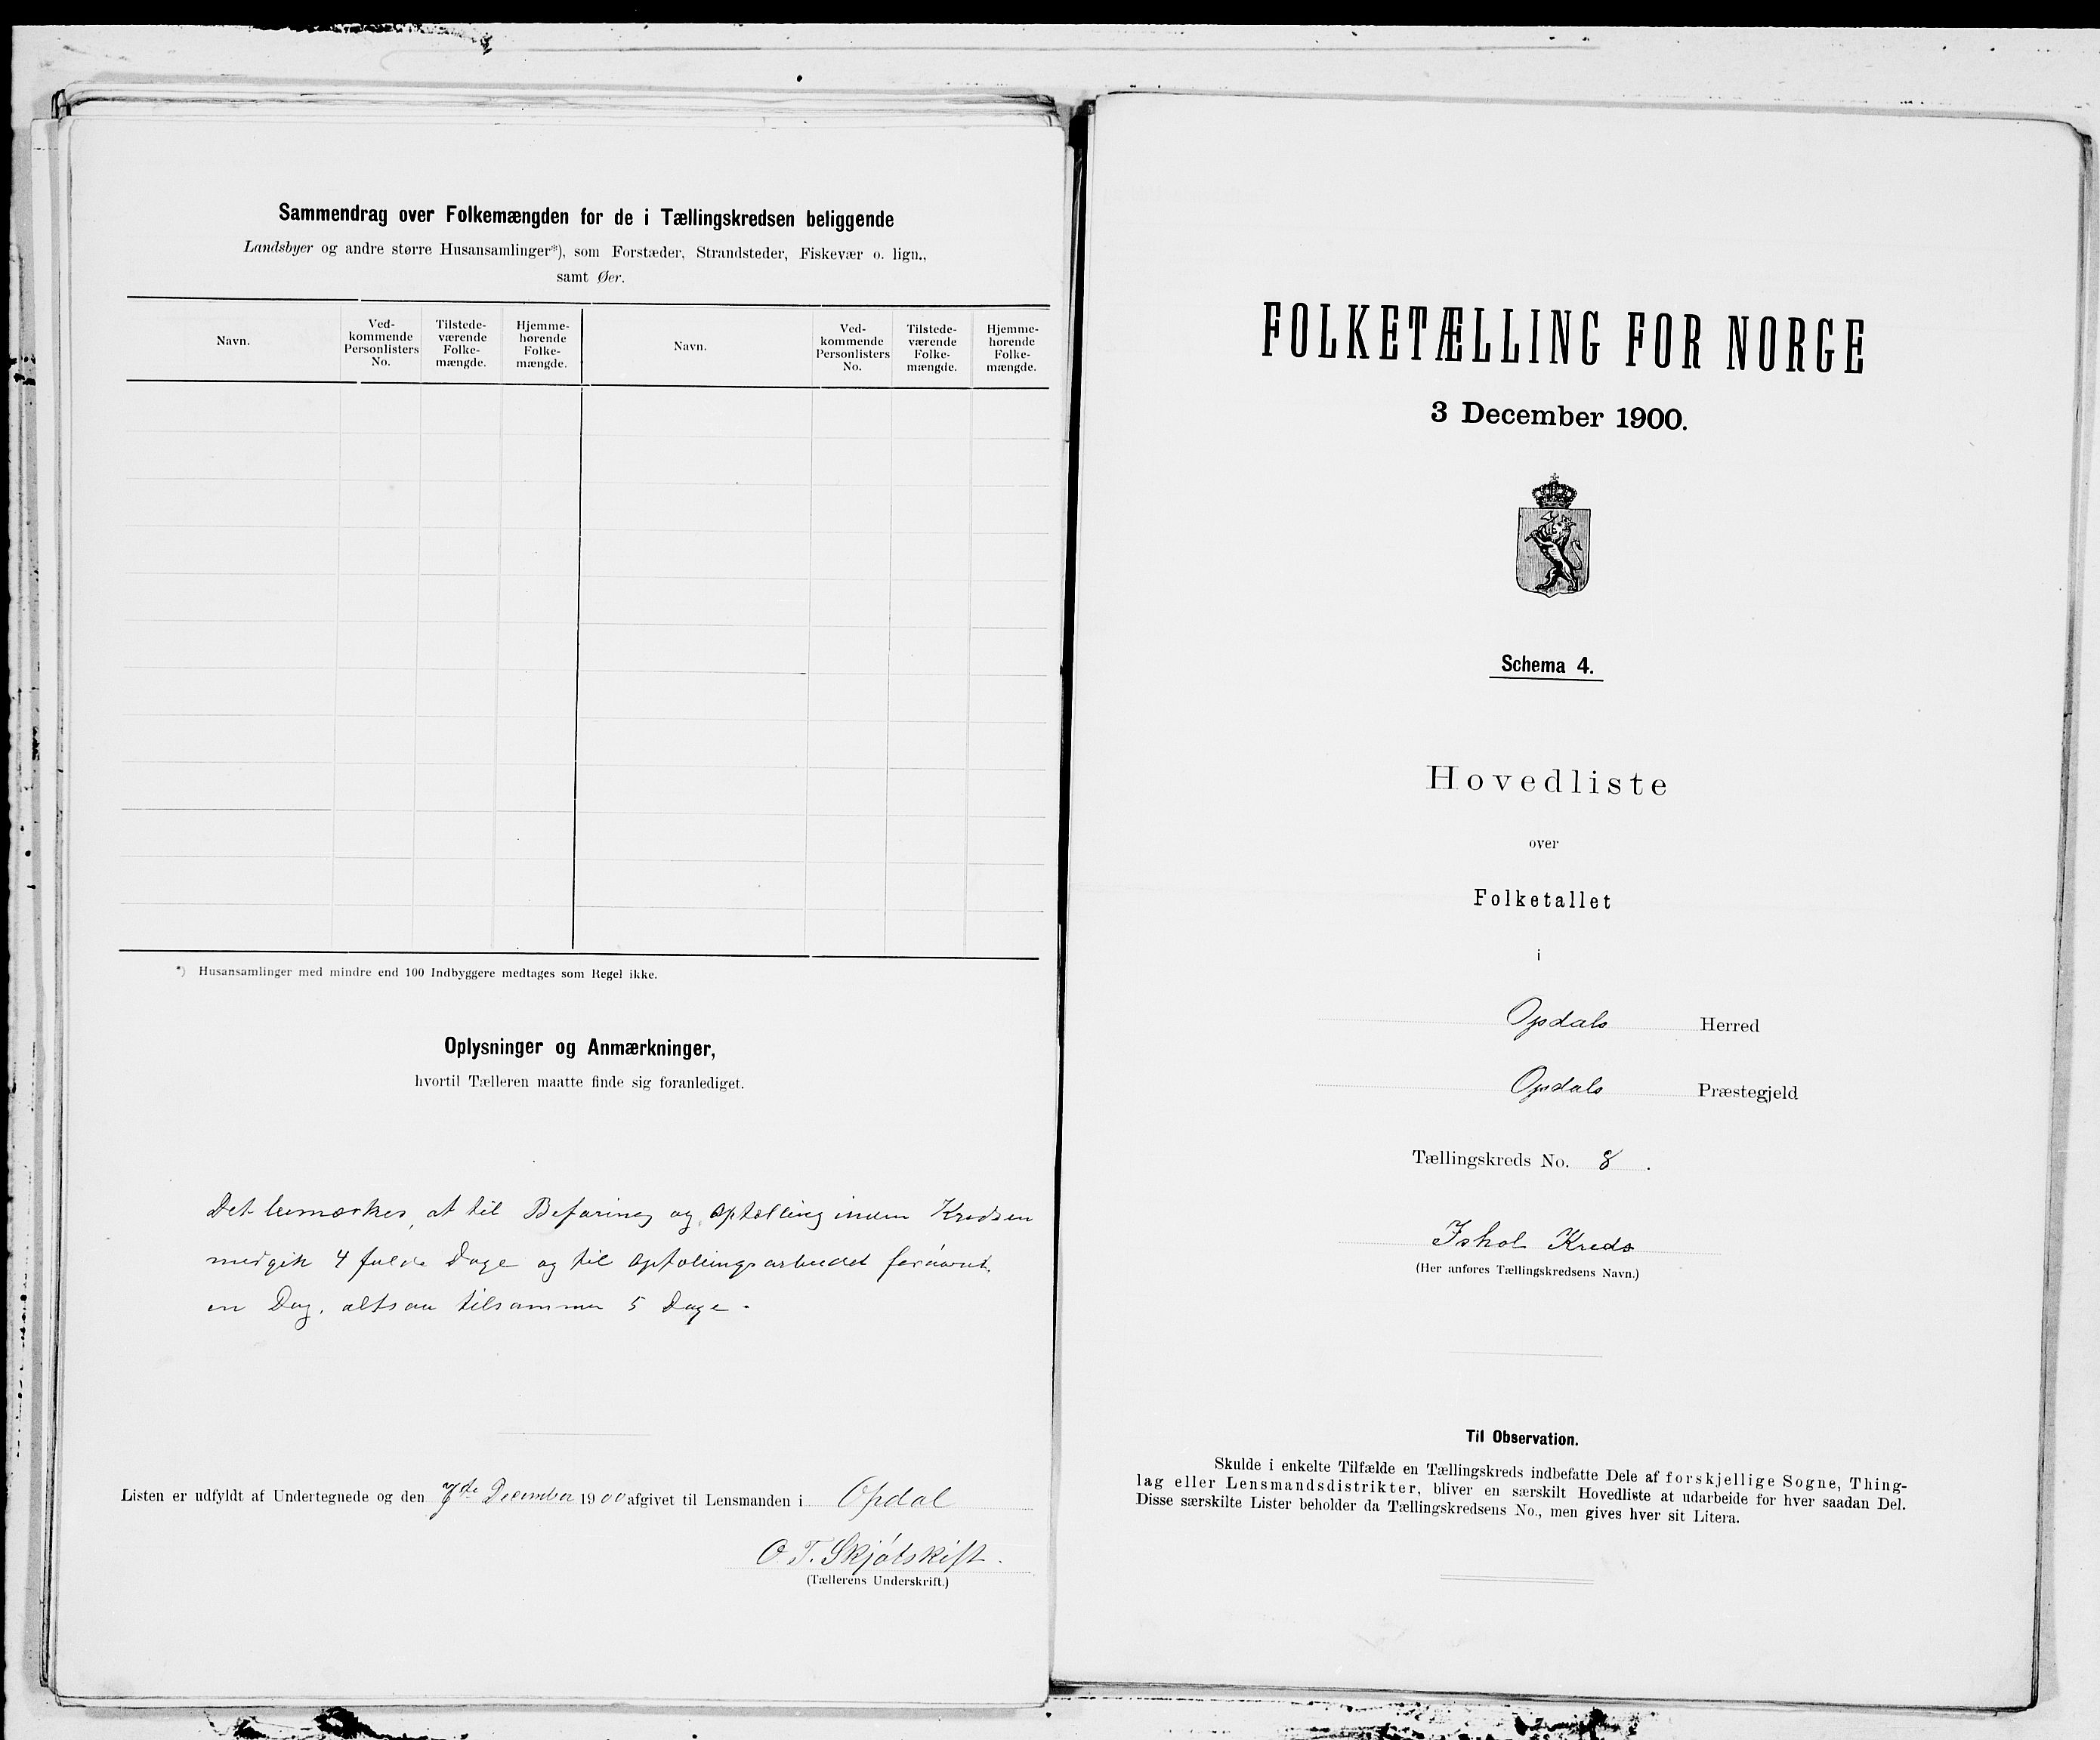 Sammendrag over Folkemængden for de i Tællingskredsen beliggende
Landsbyer og andre større Husansamlinger*), som Forstæder, Strandsteder, Fiskevær o. lign.,
samt Øer.
Navn.
Ved-
kommende
Personlisters
No.
Tilstede-
værende
Folke-
mængde.
Hjemme-
hørende
Folke-
mængde.
Navn.
Ved-
kommende
Personlisters
No.
Tilstede-
værende
Folke-
mængde.
Hjemme-
hørende
Folke-
mængde.
*) Husansamlinger med mindre end 100 Indbyggere medtages som Regel ikke.
Oplysninger og Anmærkninger,
hvortil Tælleren maatte finde sig foranlediget.
Det bemærkes, at til Befaring og Optælling inden Kredsen
medgik 4 fulde Dage og til Optællingsarbeidet forøvrit
en Dag, altsaa tilsammen 5 Dage.
Listen er udfyldt af Undertegnede og den 7de December 1900 afgivet til Lensmanden i Opdal
O. T. Skjøtskift.
(Tællerens Underskrift.)
FOLKETÆLLING FOR NORGE
3 December 1900.
Schema 4.
Hovedliste
over
Folketallet
i
Opdals Herred
Opdals Præstegjeld
Tællingskreds No. 8.
Ishol Kreds
(Her anføres Tællingskredsens Navn.)
Til Observation.
Skulde i enkelte Tilfælde en Tællingskreds indbefatte Dele af forskjellige Sogne, Thing-
lag eller Lensmandsdistrikter, bliver en særskilt Hovedliste at udarbeide for hver saadan Del.
Disse særskilte Lister beholder da Tællingskredsens No., men gives hver sit Litera.